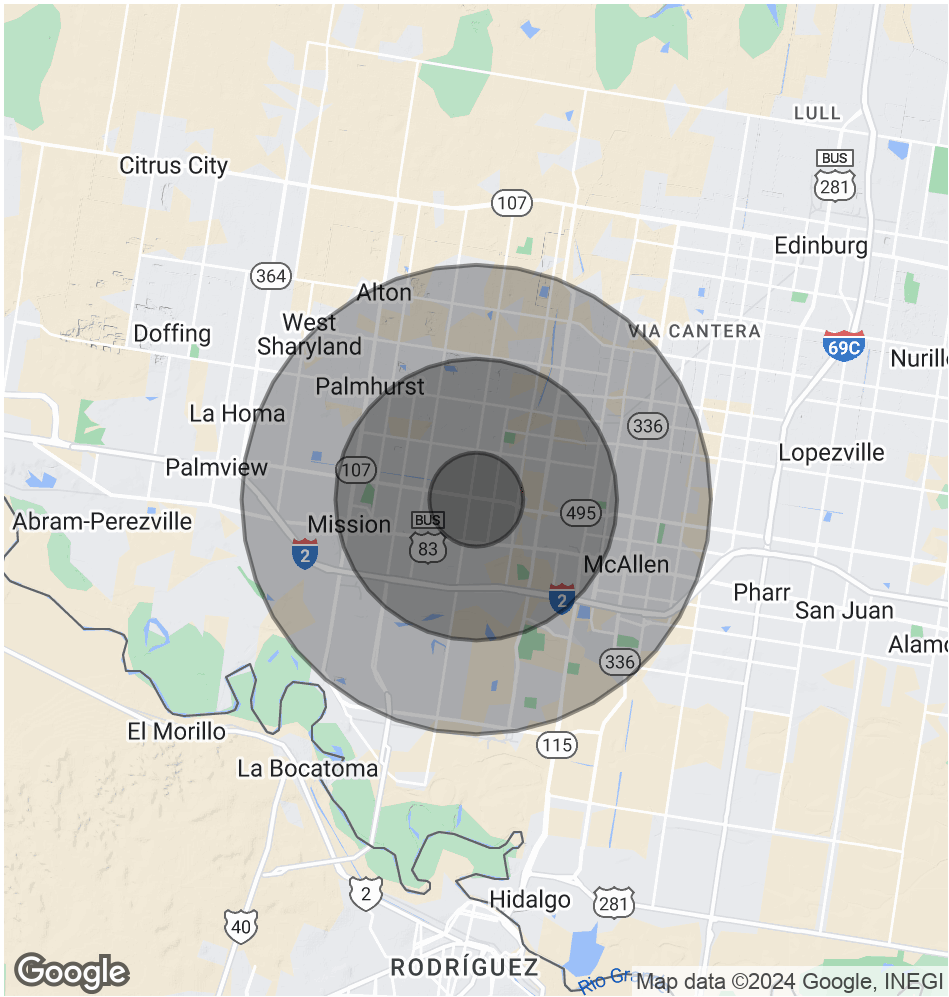 LULL
BUS
281
Citrus City
107
Edinburg
364
Alton
West
Sharyland
VIA CANTERA
Doffing
69C
Palmhurst
La Homa
336
Lopezville
Palmview
107
495
Abram-Perezville
Mission
BUS
83
2
McAllen
2
Pharr
San Juan
336
El Morillo
115
La Bocatoma
2
Hidalgo
281
40
RODRÍGUEZ
Google
Rio
Map data ©2024 Google, INEGI